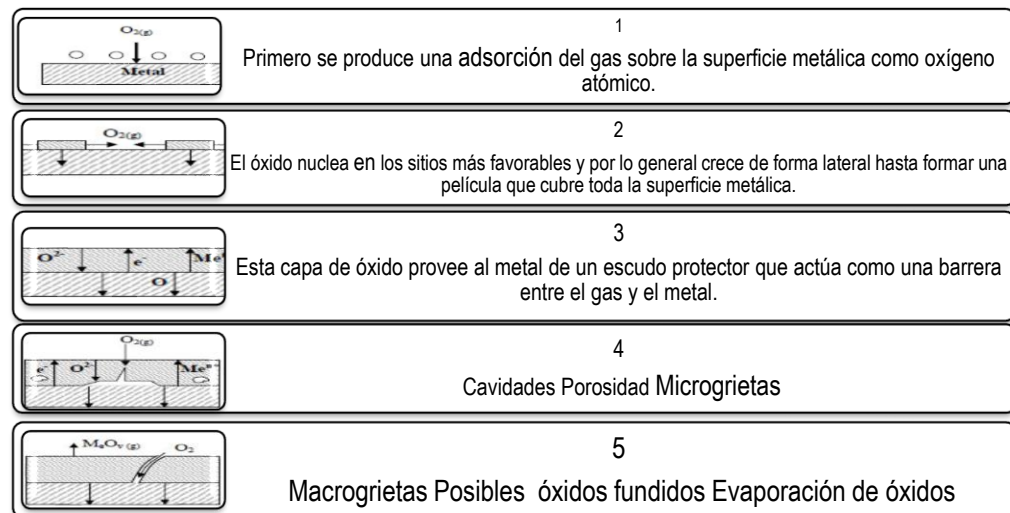 O2(g)
Metal
1
Primero se produce una adsorción del gas sobre la superficie metálica como oxígeno
atómico.
O2(g)
2
El óxido nuclea en los sitios más favorables y por lo general crece de forma lateral hasta formar una
película que cubre toda la superficie metálica.
O2- e- Me
O
3
Esta capa de óxido provee al metal de un escudo protector que actúa como una barrera
entre el gas y el metal.
O2(g)
e- O2- Me
4
Cavidades Porosidad Microgrietas
MuOv(g) O2
5
Macrogrietas Posibles óxidos fundidos Evaporación de óxidos